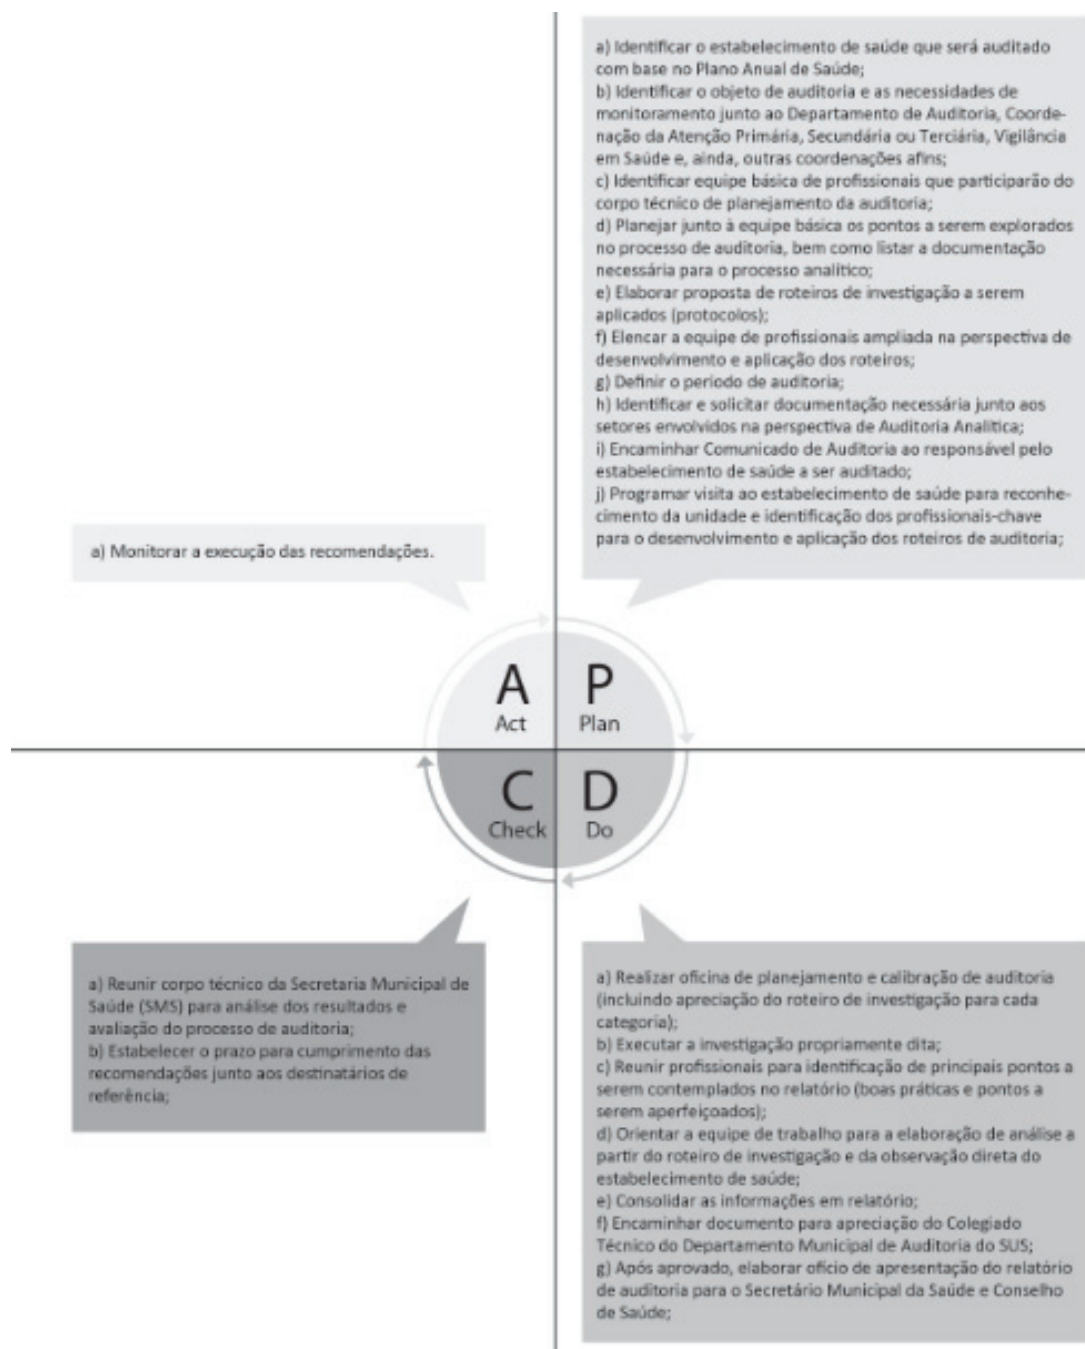 a) Identificar o estabelecimento de saúde que será auditado
com base no Plano Anual de Saúde;
b) Identificar o objeto de auditoria e as necessidades de
monitoramento junto ao Departamento de Auditoria, Coorde-
nação da Atenção Primária, Secundária ou Terciária, Vigilância
em Saúde e, ainda, outras coordenações afins;
c) Identificar equipe básica de profissionais que participarão do
corpo técnico de planejamento da auditoria;
d) Planejar junto à equipe básica os pontos a serem explorados
no processo de auditoria, bem como listar a documentação
necessária para o processo analítico;
e) Elaborar proposta de roteiros de investigação a serem
aplicados (protocolos);
f) Elencar a equipe de profissionais ampliada na perspectiva de
desenvolvimento e aplicação dos roteiros;
g) Definir o período de auditoria;
h) Identificar e solicitar documentação necessária junto aos
setores envolvidos na perspectiva de Auditoria Analítica;
i) Encaminhar Comunicado de Auditoria ao responsável pelo
estabelecimento de saúde a ser auditado;
j) Programar visita ao estabelecimento de saúde para reconhe-
cimento da unidade e identificação dos profissionais-chave
para o desenvolvimento e aplicação dos roteiros de auditoria;
a) Monitorar a execução das recomendações.
A
Act
P
Plan
C
Check
D
Do
a) Reunir corpo técnico da Secretaria Municipal de
Saúde (SMS) para análise dos resultados e
avaliação do processo de auditoria;
b) Estabelecer o prazo para cumprimento das
recomendações junto aos destinatários de
referência;
a) Realizar oficina de planejamento e calibração de auditoria
(incluindo apreciação do roteiro de investigação para cada
categoria);
b) Executar a investigação propriamente dita;
c) Reunir profissionais para identificação de principais pontos a
serem contemplados no relatório (boas práticas e pontos a
serem aperfeiçoados);
d) Orientar a equipe de trabalho para a elaboração de análise a
partir do roteiro de investigação e da observação direta do
estabelecimento de saúde;
e) Consolidar as informações em relatório;
f) Encaminhar documento para apreciação do Colegiado
Técnico do Departamento Municipal de Auditoria do SUS;
g) Após aprovado, elaborar ofício de apresentação do relatório
de auditoria para o Secretário Municipal da Saúde e Conselho
de Saúde;